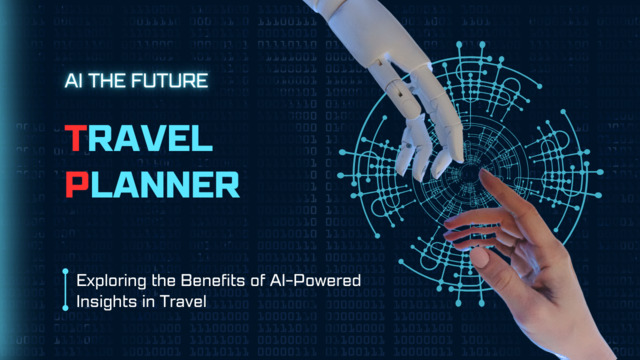 AI THE FUTURE
TRAVEL
PLANNER
Exploring the Benefits of AI-Powered
Insights in Travel